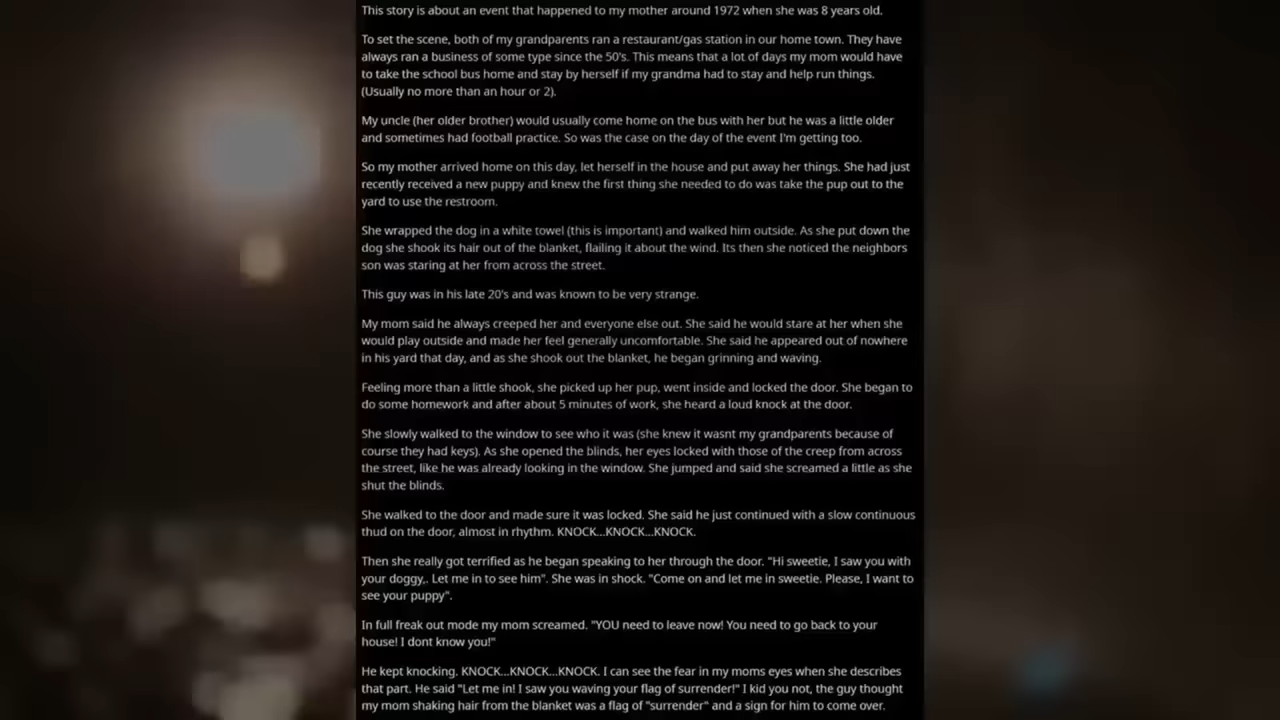 This story is about an event that happened to my mother around 1972 when she was 8 years old.
To set the scene, both of my grandparents ran a restaurant/gas station in our home town. They have
always ran a business of some type since the 50's. This means that a lot of days my mom would have
to take the school bus home and stay by herself if my grandma had to stay and help run things.
(Usually no more than an hour or 2).
My uncle (her older brother) would usually come home on the bus with her but he was a little older
and sometimes had football practice. So was the case on the day of the event I'm getting too.
So my mother arrived home on this day, let herself in the house and put away her things. She had just
recently received a new puppy and knew the first thing she needed to do was take the pup out to the
yard to use the restroom.
She wrapped the dog in a white towel (this is important) and walked him outside. As she put down the
dog she shook its hair out of the blanket, flailing it about the wind. Its then she noticed the neighbors
son was staring at her from across the street.
This guy was in his late 20's and was known to be very strange.
My mom said he always creeped her and everyone else out. She said he would stare at her when she
would play outside and made her feel generally uncomfortable. She said he appeared out of nowhere
in his yard that day, and as she shook out the blanket, he began grinning and waving.
Feeling more than a little shook, she picked up her pup, went inside and locked the door. She began to
do some homework and after about 5 minutes of work, she heard a loud knock at the door.
She slowly walked to the window to see who it was (she knew it wasnt my grandparents because of
course they had keys). As she opened the blinds, her eyes locked with those of the creep from across
the street, like he was already looking in the window. She jumped and said she screamed a little as she
shut the blinds.
She walked to the door and made sure it was locked. She said he just continued with a slow continuous
thud on the door, almost in rhythm. KNOCK...KNOCK...KNOCK.
Then she really got terrified as he began speaking to her through the door. "Hi sweetie, I saw you with
your doggy,. Let me in to see him". She was in shock. "Come on and let me in sweetie. Please, I want to
see your puppy".
In full freak out mode my mom screamed. "YOU need to leave now! You need to go back to your
house! I dont know you!"
He kept knocking. KNOCK...KNOCK...KNOCK. I can see the fear in my moms eyes when she describes
that part. He said "Let me in! I saw you waving your flag of surrender!" I kid you not, the guy thought
my mom shaking hair from the blanket was a flag of "surrender" and a sign for him to come over.